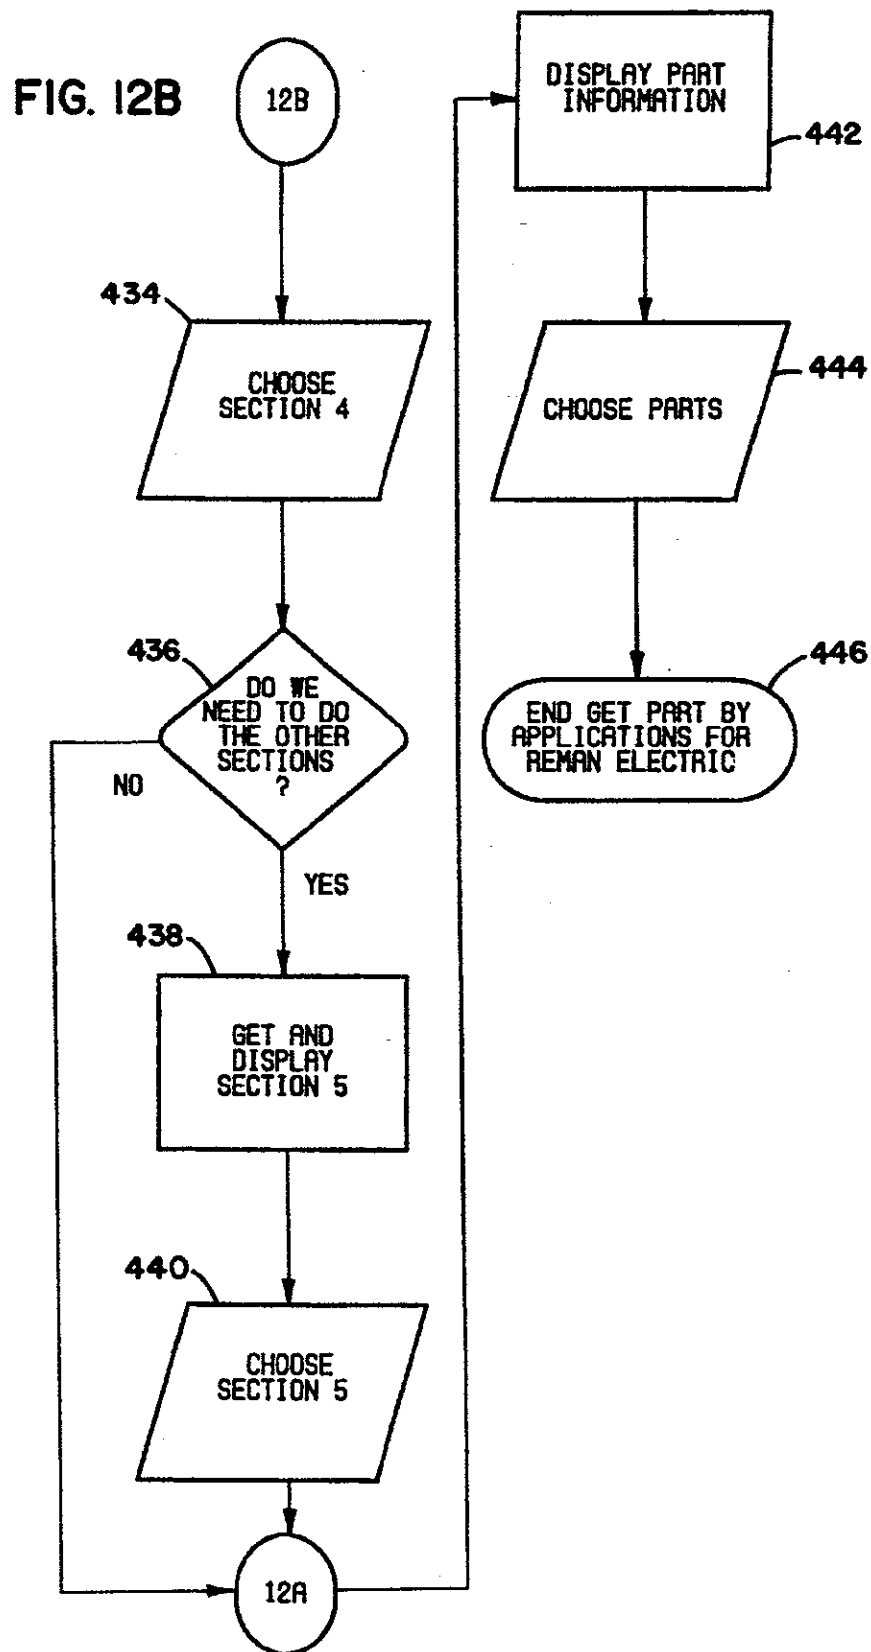 FIG. 12B
12B
434
CHOOSE
SECTION 4
436
DO WE
NEED TO DO
THE OTHER
SECTIONS
?
NO
YES
438
GET AND
DISPLAY
SECTION 5
440
CHOOSE
SECTION 5
12A
DISPLAY PART
INFORMATION
442
CHOOSE PARTS
444
446
END GET PART BY
APPLICATIONS FOR
REMAN ELECTRIC